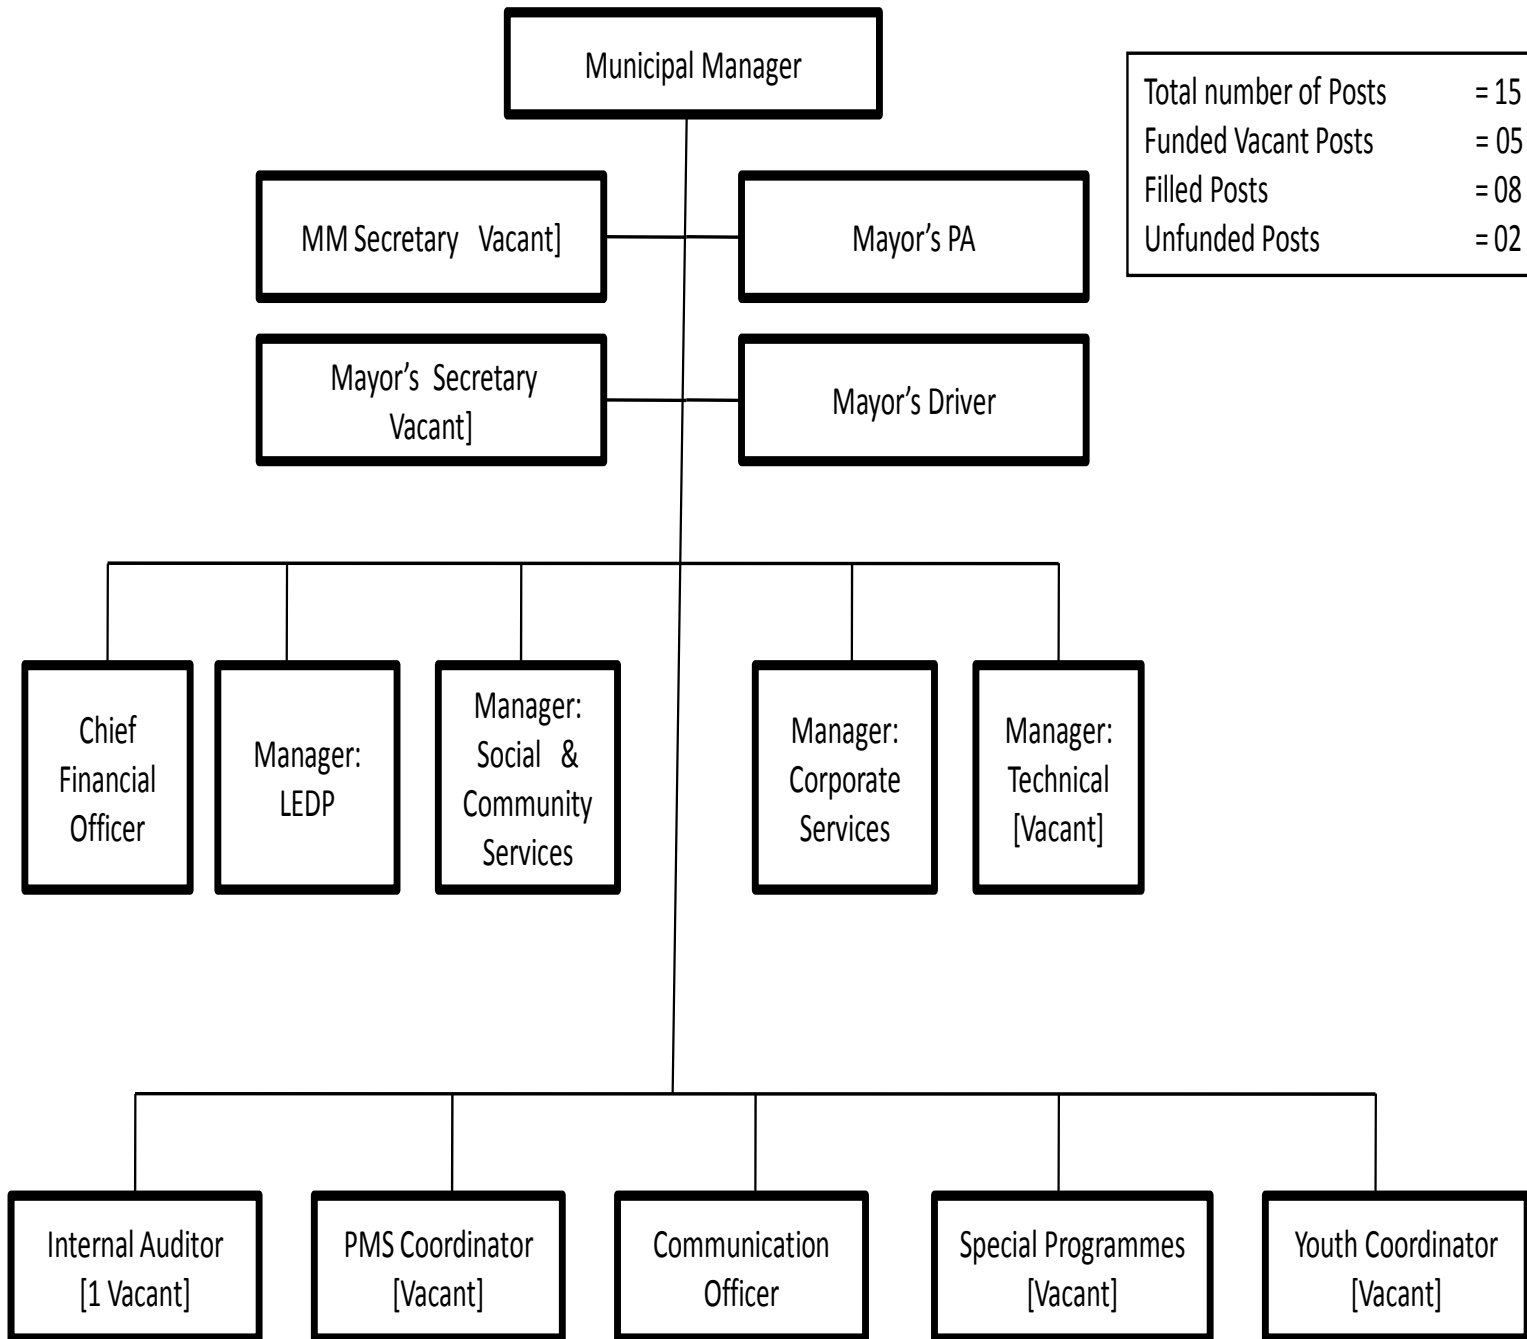 Municipal Manager
Total number of Posts = 15
Funded Vacant Posts = 05
Filled Posts = 08
Unfunded Posts = 02
MM Secretary Vacant]
Mayor’s PA
Mayor’s Secretary
Vacant]
Mayor’s Driver
Chief
Financial
Officer
Manager:
LEDP
Manager:
Social &
Community
Services
Manager:
Corporate
Services
Manager:
Technical
[Vacant]
Internal Auditor
[1 Vacant]
PMS Coordinator
[Vacant]
Communication
Officer
Special Programmes
[Vacant]
Youth Coordinator
[Vacant]